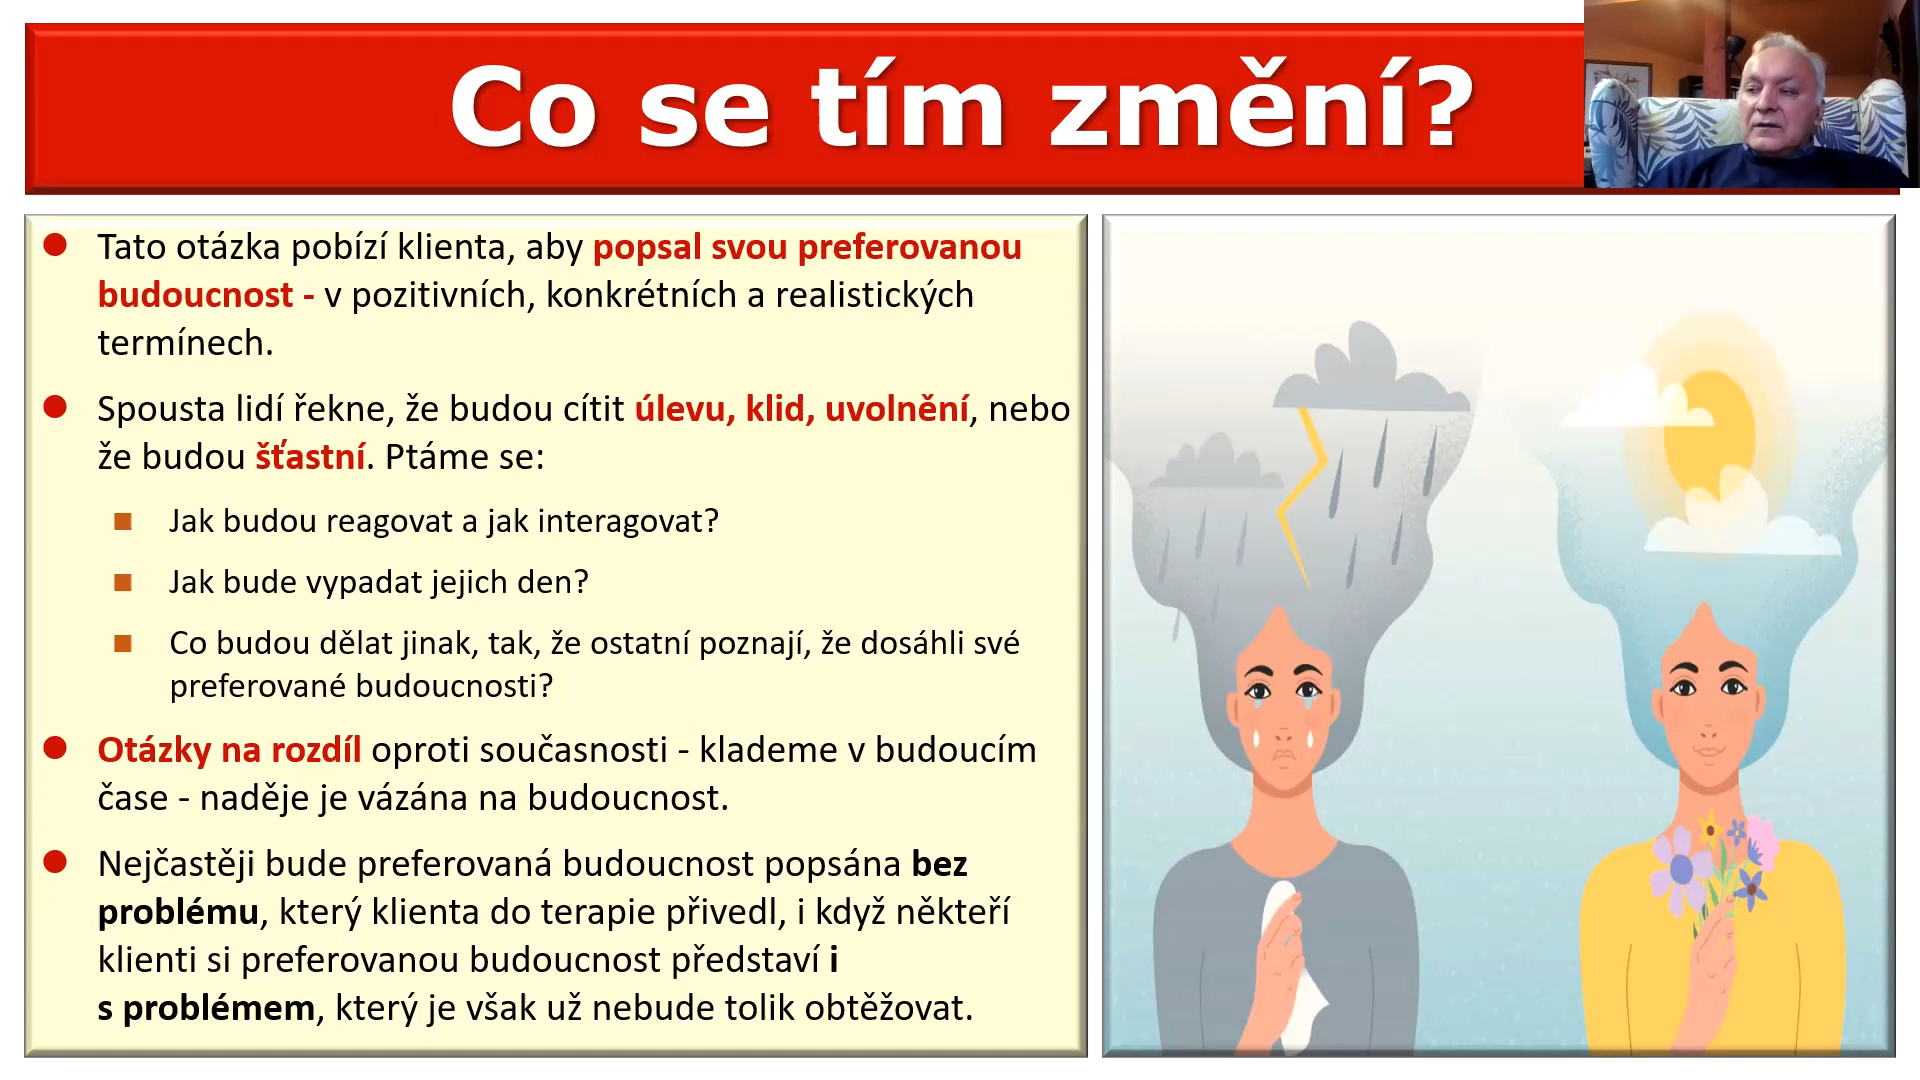 Co se tím změní?
Tato otázka pobízí klienta, aby popsal svou preferovanou
budoucnost - v pozitivních, konkrétních a realistických
termínech.
Spousta lidí řekne, že budou cítit úlevu, klid, uvolnění, nebo
že budou šťastní. Ptáme se:
Jak budou reagovat a jak interagovat?
Jak bude vypadat jejich den?
Co budou dělat jinak, tak, že ostatní poznají, že dosáhli své
preferované budoucnosti?
Otázky na rozdíl oproti současnosti - klademe v budoucím
čase - naděje je vázána na budoucnost.
Nejčastěji bude preferovaná budoucnost popsána bez
problému, který klienta do terapie přivedl, i když někteří
klienti si preferovanou budoucnost představí i
s problémem, který je však už nebude tolik obtěžovat.